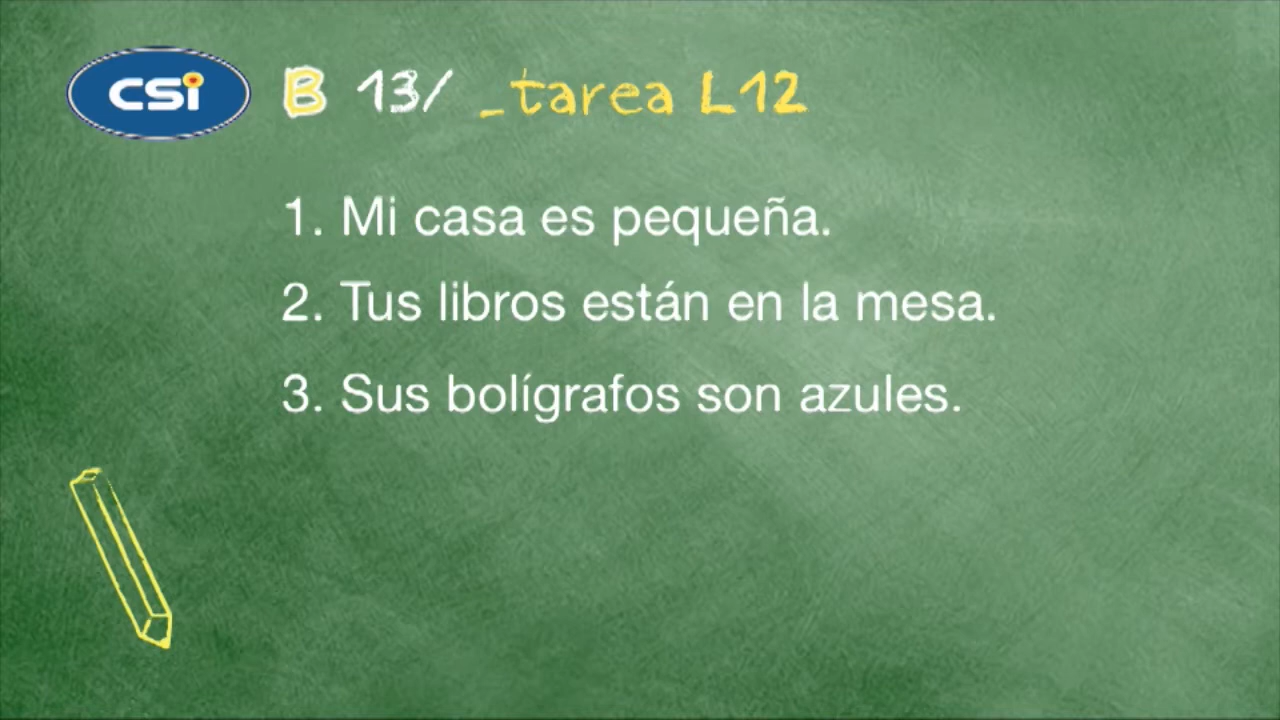 CSi B 13/ _tarea L12
1. Mi casa es pequeña.
2. Tus libros están en la mesa.
3. Sus bolígrafos son azules.